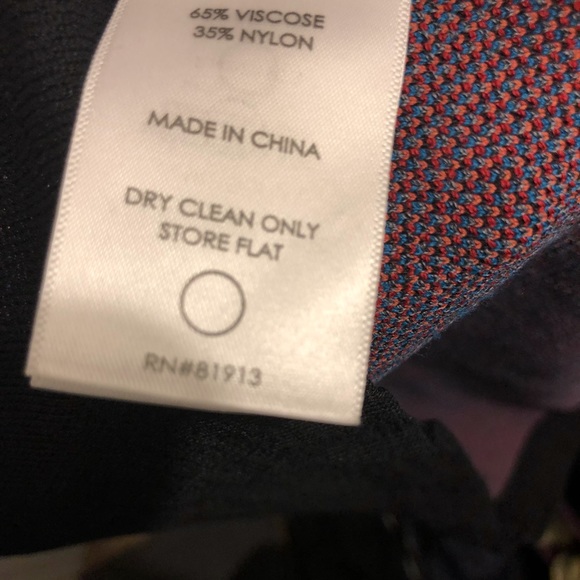 65% VISCOSE
35% NYLON
MADE IN CHINA
DRY CLEAN ONLY
STORE FLAT
RN#81913